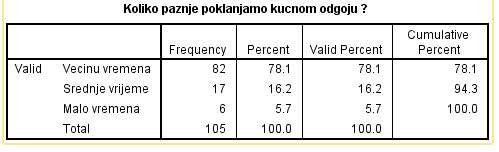 Koliko paznje poklanjamo kucnom odgoju ?
Frequency Percent Valid Percent Cumulative Percent
Valid Vecinu vremena 82 78.1 78.1 78.1
Srednje vrijeme 17 16.2 16.2 94.3
Malo vremena 6 5.7 5.7 100.0
Total 105 100.0 100.0